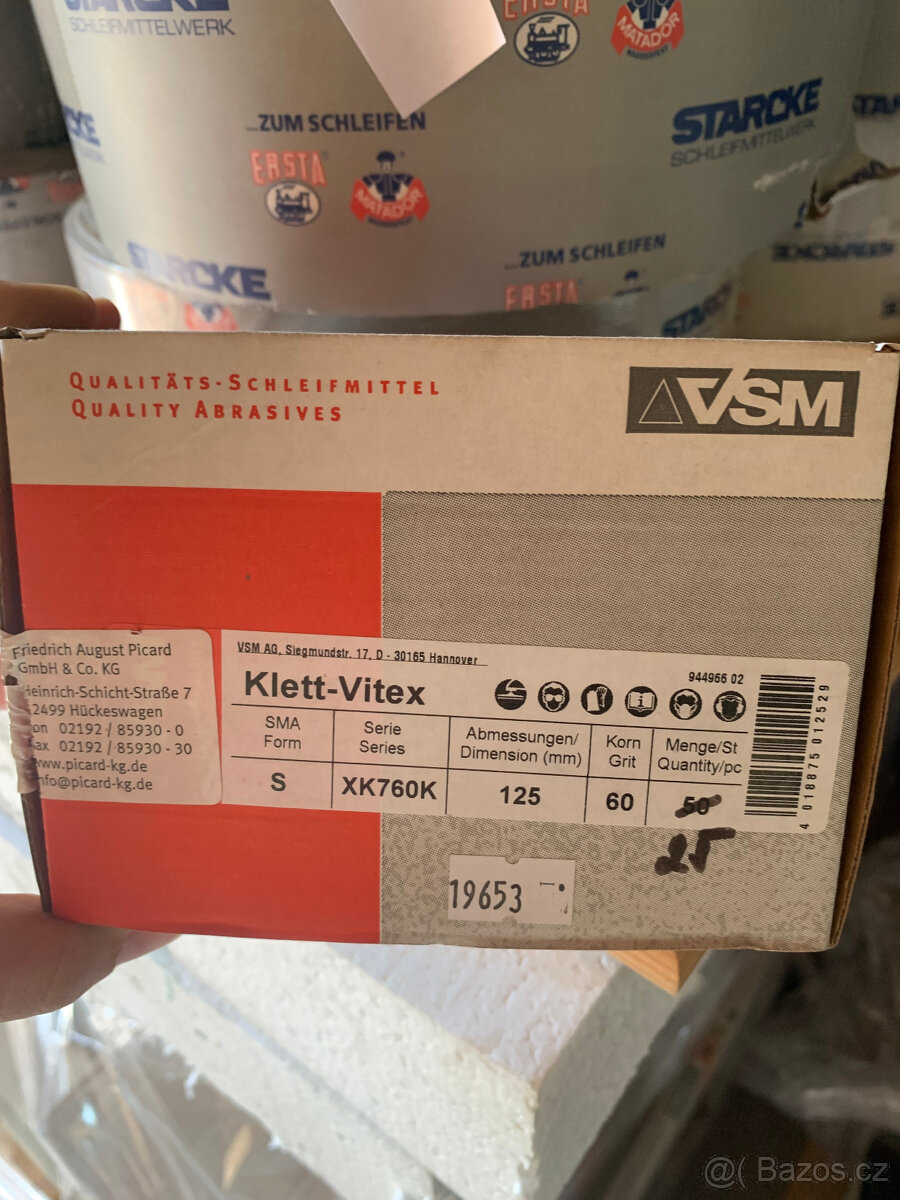 STARCKE
SCHLEIFMITTELWERK
ERSTA
MATADOR
...ZUM SCHLEIFEN
ERSTA
MATADOR
STARCKE
SCHLEIFMITTELWERK
STARCKE
...ZUM SCHLEIFEN
ERSTA
QUALITÄTS-SCHLEIFMITTEL
QUALITY ABRASIVES
VSM
Friedrich August Picard
GmbH & Co. KG
Heinrich-Schicht-Straße 7
42499 Hückeswagen
Fon 02192 / 85930 - 0
Fax 02192 / 85930 - 30
www.picard-kg.de
info@picard-kg.de
VSM AG, Siegmundstr. 17, D - 30165 Hannover
Klett-Vitex
944966 02
SMA Form
Serie Series
Abmessungen/ Dimension (mm)
Korn Grit
Menge/St Quantity/pc
S
XK760K
125
60
50
25
4 018875 012529
19653
@( Bazos.cz